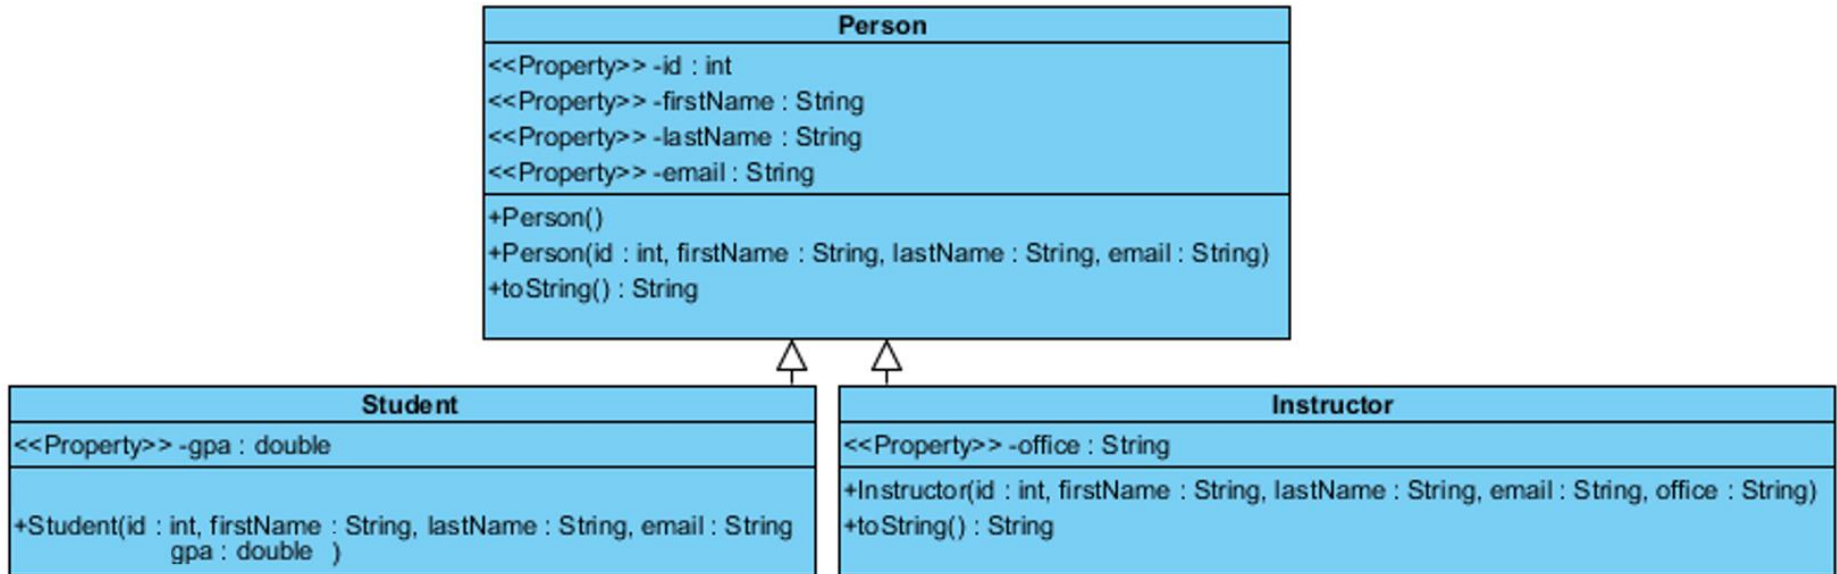 Person
<<Property>> -id : int
<<Property>> -firstName : String
<<Property>> -lastName : String
<<Property>> -email : String
+Person()
+Person(id : int, firstName : String, lastName : String, email : String)
+toString() : String
Student
<<Property>> -gpa : double
+Student(id : int, firstName : String, lastName : String, email : String
gpa : double )
Instructor
<<Property>> -office : String
+Instructor(id : int, firstName : String, lastName : String, email : String, office : String)
+toString() : String